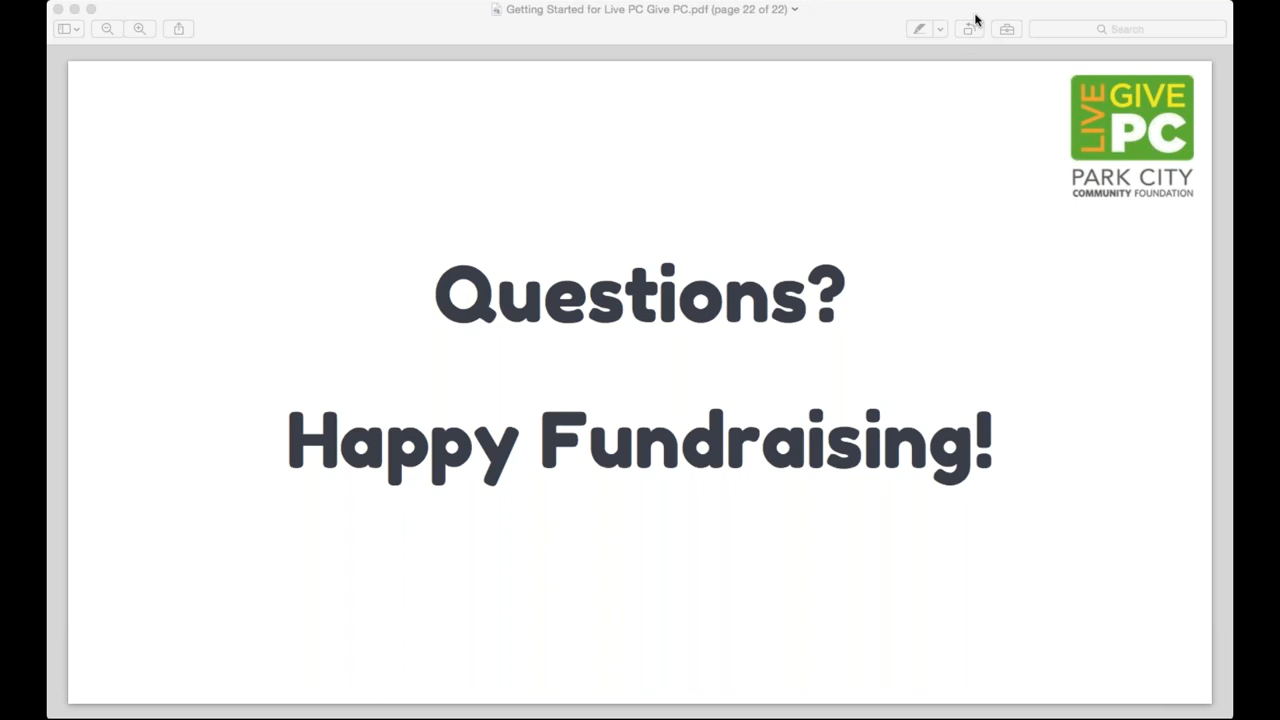 Getting Started for Live PC Give PC.pdf (page 22 of 22)
Search
LIVE
GIVE
PC
PARK CITY
COMMUNITY FOUNDATION
Questions?
Happy Fundraising!